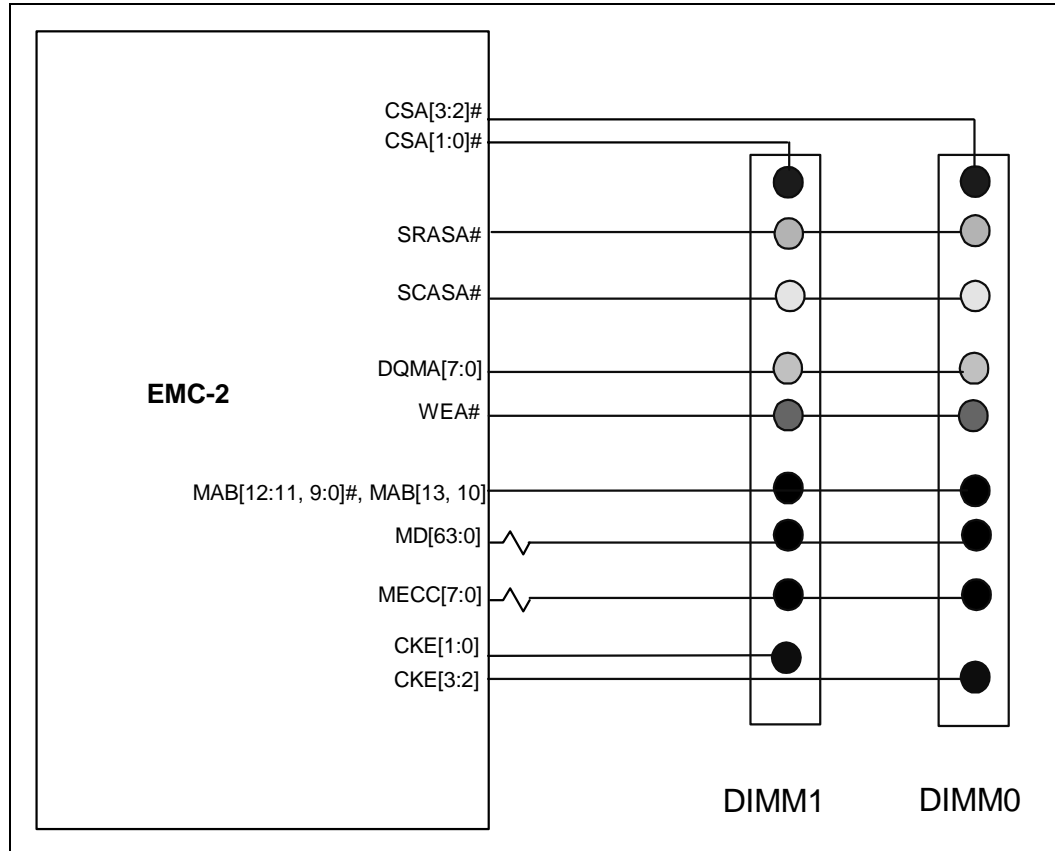 CSA[3:2]#
CSA[1:0]#
SRASA#
SCASA#
DQMA[7:0]
EMC-2
WEA#
MAB[12:11, 9:0]#, MAB[13, 10]
MD[63:0]
MECC[7:0]
CKE[1:0]
CKE[3:2]
DIMM1
DIMM0